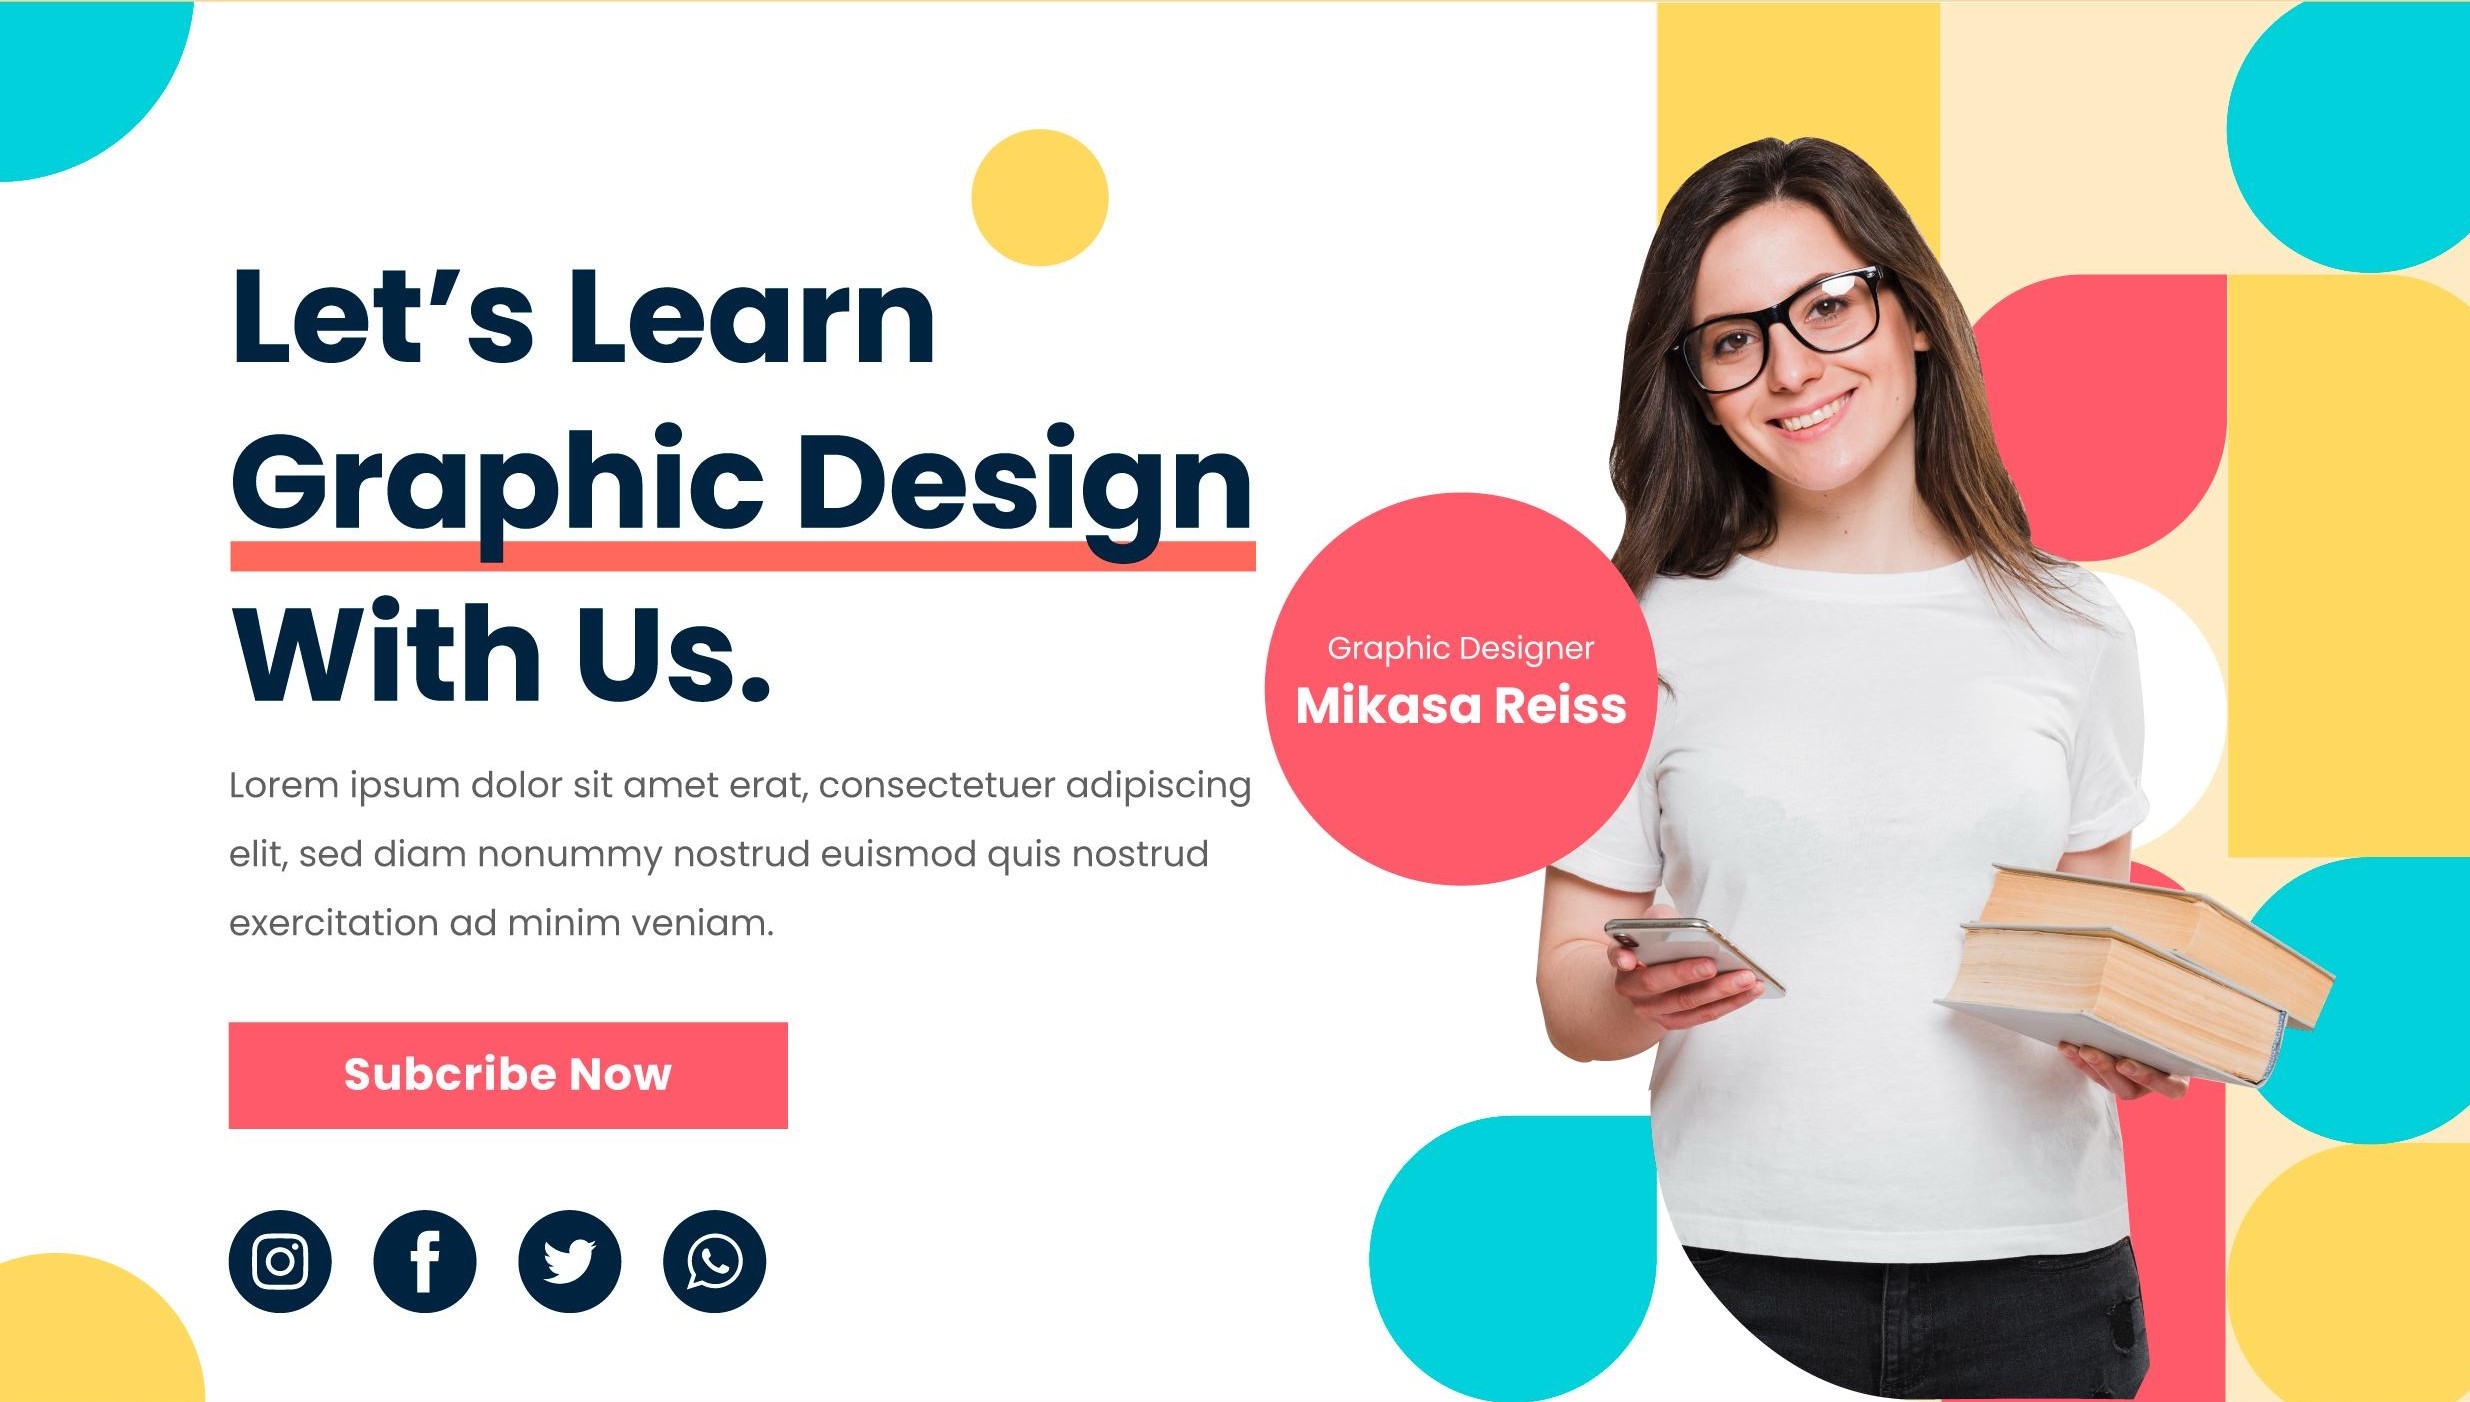 Let’s Learn
Graphic Design
With Us.
Lorem ipsum dolor sit amet erat, consectetuer adipiscing
elit, sed diam nonummy nostrud euismod quis nostrud
exercitation ad minim veniam.
Subcribe Now
Graphic Designer
Mikasa Reiss